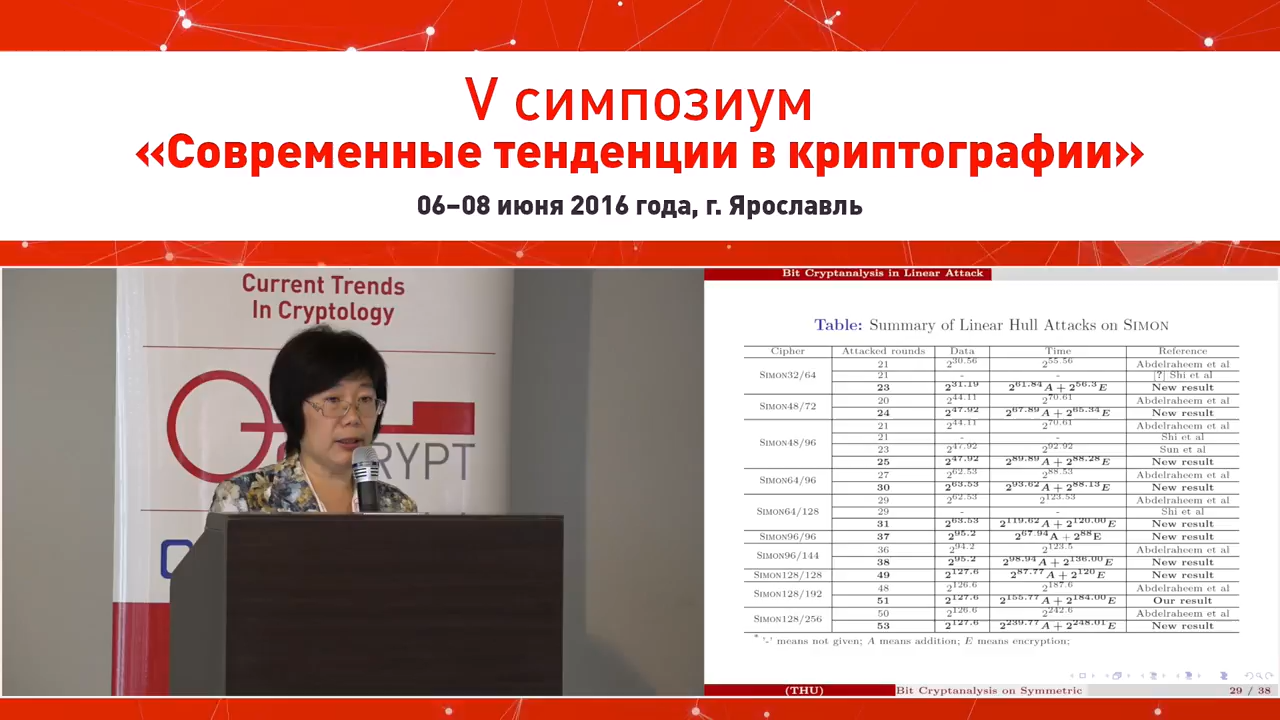 V симпозиум
«Современные тенденции в криптографии»
06–08 июня 2016 года, г. Ярославль
Current Trends
In Cryptology
RYPT
Bit Cryptanalysis in Linear Attack
Table: Summary of Linear Hull Attacks on SIMON
Cipher Attacked rounds Data Time Reference
SIMON32/64 21 2^30.56 2^55.56 Abdelraheem et al
21 - - [?] Shi et al
23 2^31.19 2^61.84 A + 2^56.3 E New result
SIMON48/72 20 2^44.11 2^70.61 Abdelraheem et al
24 2^47.92 2^67.89 A + 2^65.34 E New result
SIMON48/96 21 2^44.11 2^70.61 Abdelraheem et al
21 - - Shi et al
23 2^47.92 2^92.92 Sun et al
25 2^47.92 2^89.89 A + 2^88.28 E New result
SIMON64/96 27 2^62.53 2^88.53 Abdelraheem et al
30 2^63.53 2^93.62 A + 2^88.13 E New result
SIMON64/128 29 2^62.53 2^123.53 Abdelraheem et al
29 - - Shi et al
31 2^63.53 2^119.62 A + 2^120.00 E New result
SIMON96/96 37 2^95.2 2^67.94 A + 2^88 E New result
SIMON96/144 36 2^94.2 2^123.5 Abdelraheem et al
38 2^95.2 2^98.94 A + 2^136.00 E New result
SIMON128/128 49 2^127.6 2^87.77 A + 2^120 E New result
SIMON128/192 48 2^126.6 2^187.6 Abdelraheem et al
51 2^127.6 2^155.77 A + 2^184.00 E Our result
SIMON128/256 50 2^126.6 2^242.6 Abdelraheem et al
53 2^127.6 2^239.77 A + 2^248.01 E New result
* '-' means not given; A means addition; E means encryption;
(THU) Bit Cryptanalysis on Symmetric 29 / 38